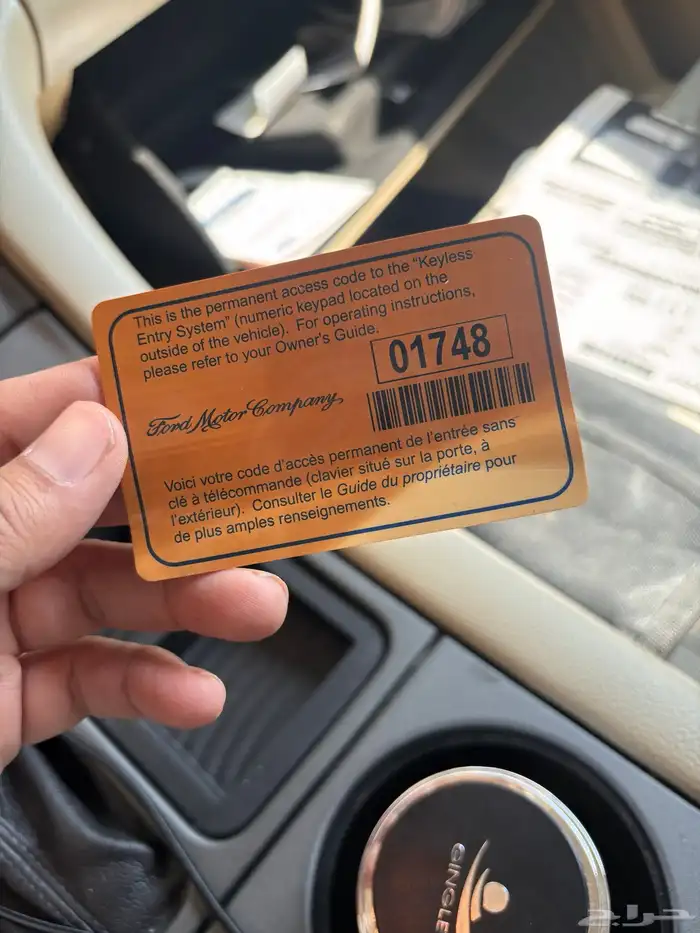 This is the permanent access code to the "Keyless
Entry System" (numeric keypad located on the
outside of the vehicle). For operating instructions,
please refer to your Owner's Guide.
01748
Ford Motor Company,
Voici votre code d'accès permanent de l'entrée sans
clé à télécommande (clavier situé sur la porte, à
l'extérieur). Consulter le Guide du propriétaire pour
de plus amples renseignements.
حراج